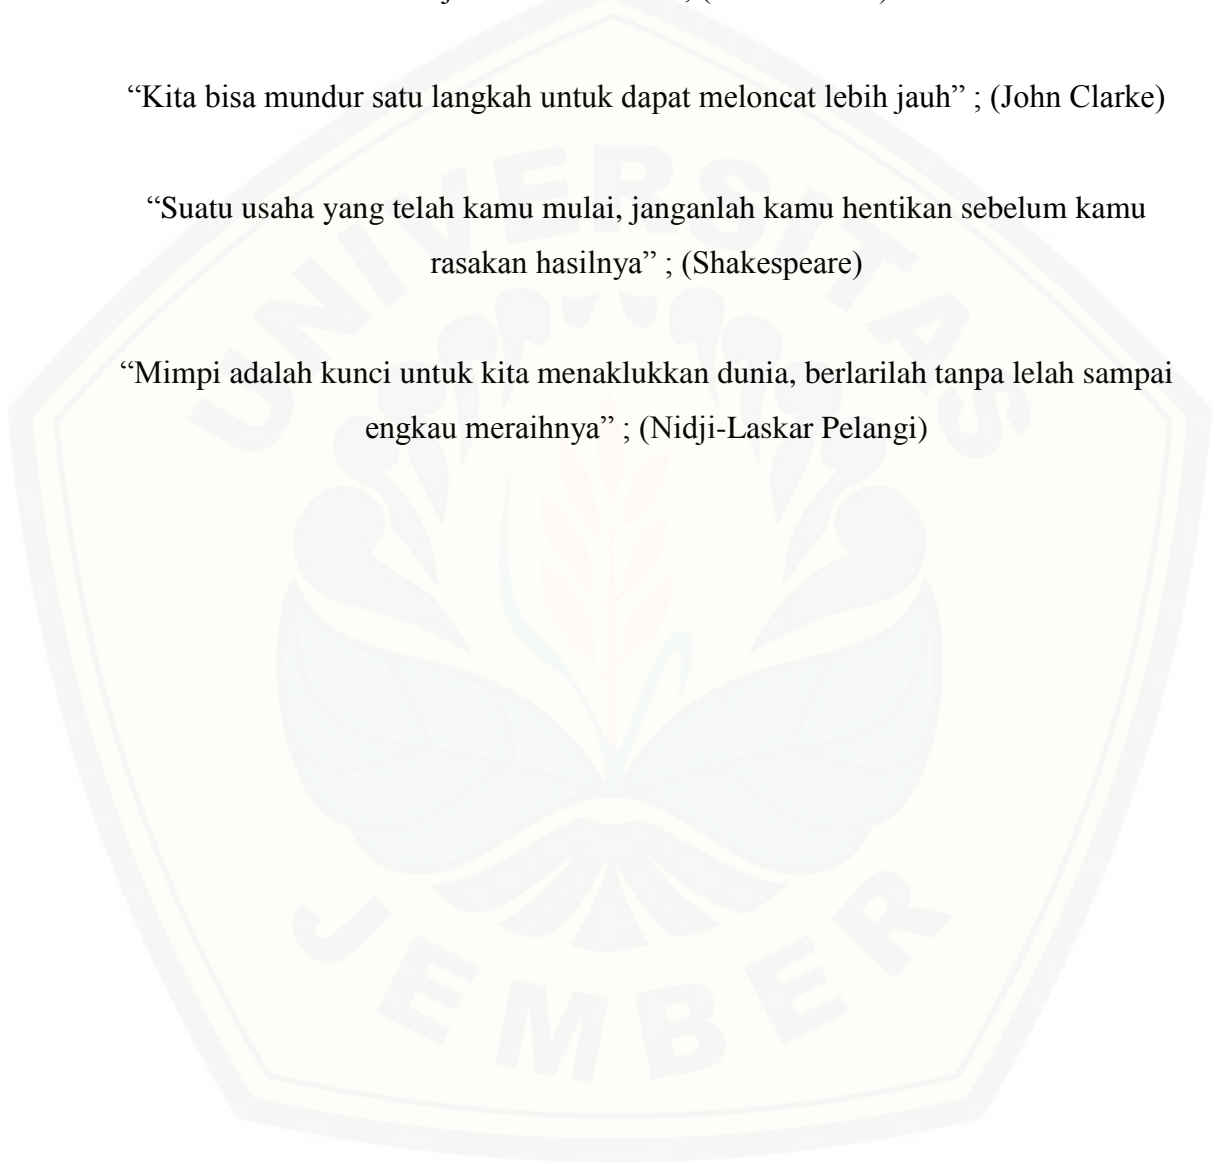 “Kita bisa mundur satu langkah untuk dapat meloncat lebih jauh” ; (John Clarke)
“Suatu usaha yang telah kamu mulai, janganlah kamu hentikan sebelum kamu
rasakan hasilnya” ; (Shakespeare)
“Mimpi adalah kunci untuk kita menaklukkan dunia, berlarilah tanpa lelah sampai
engkau meraihnya” ; (Nidji-Laskar Pelangi)
UNIVERSITAS
JEMBER